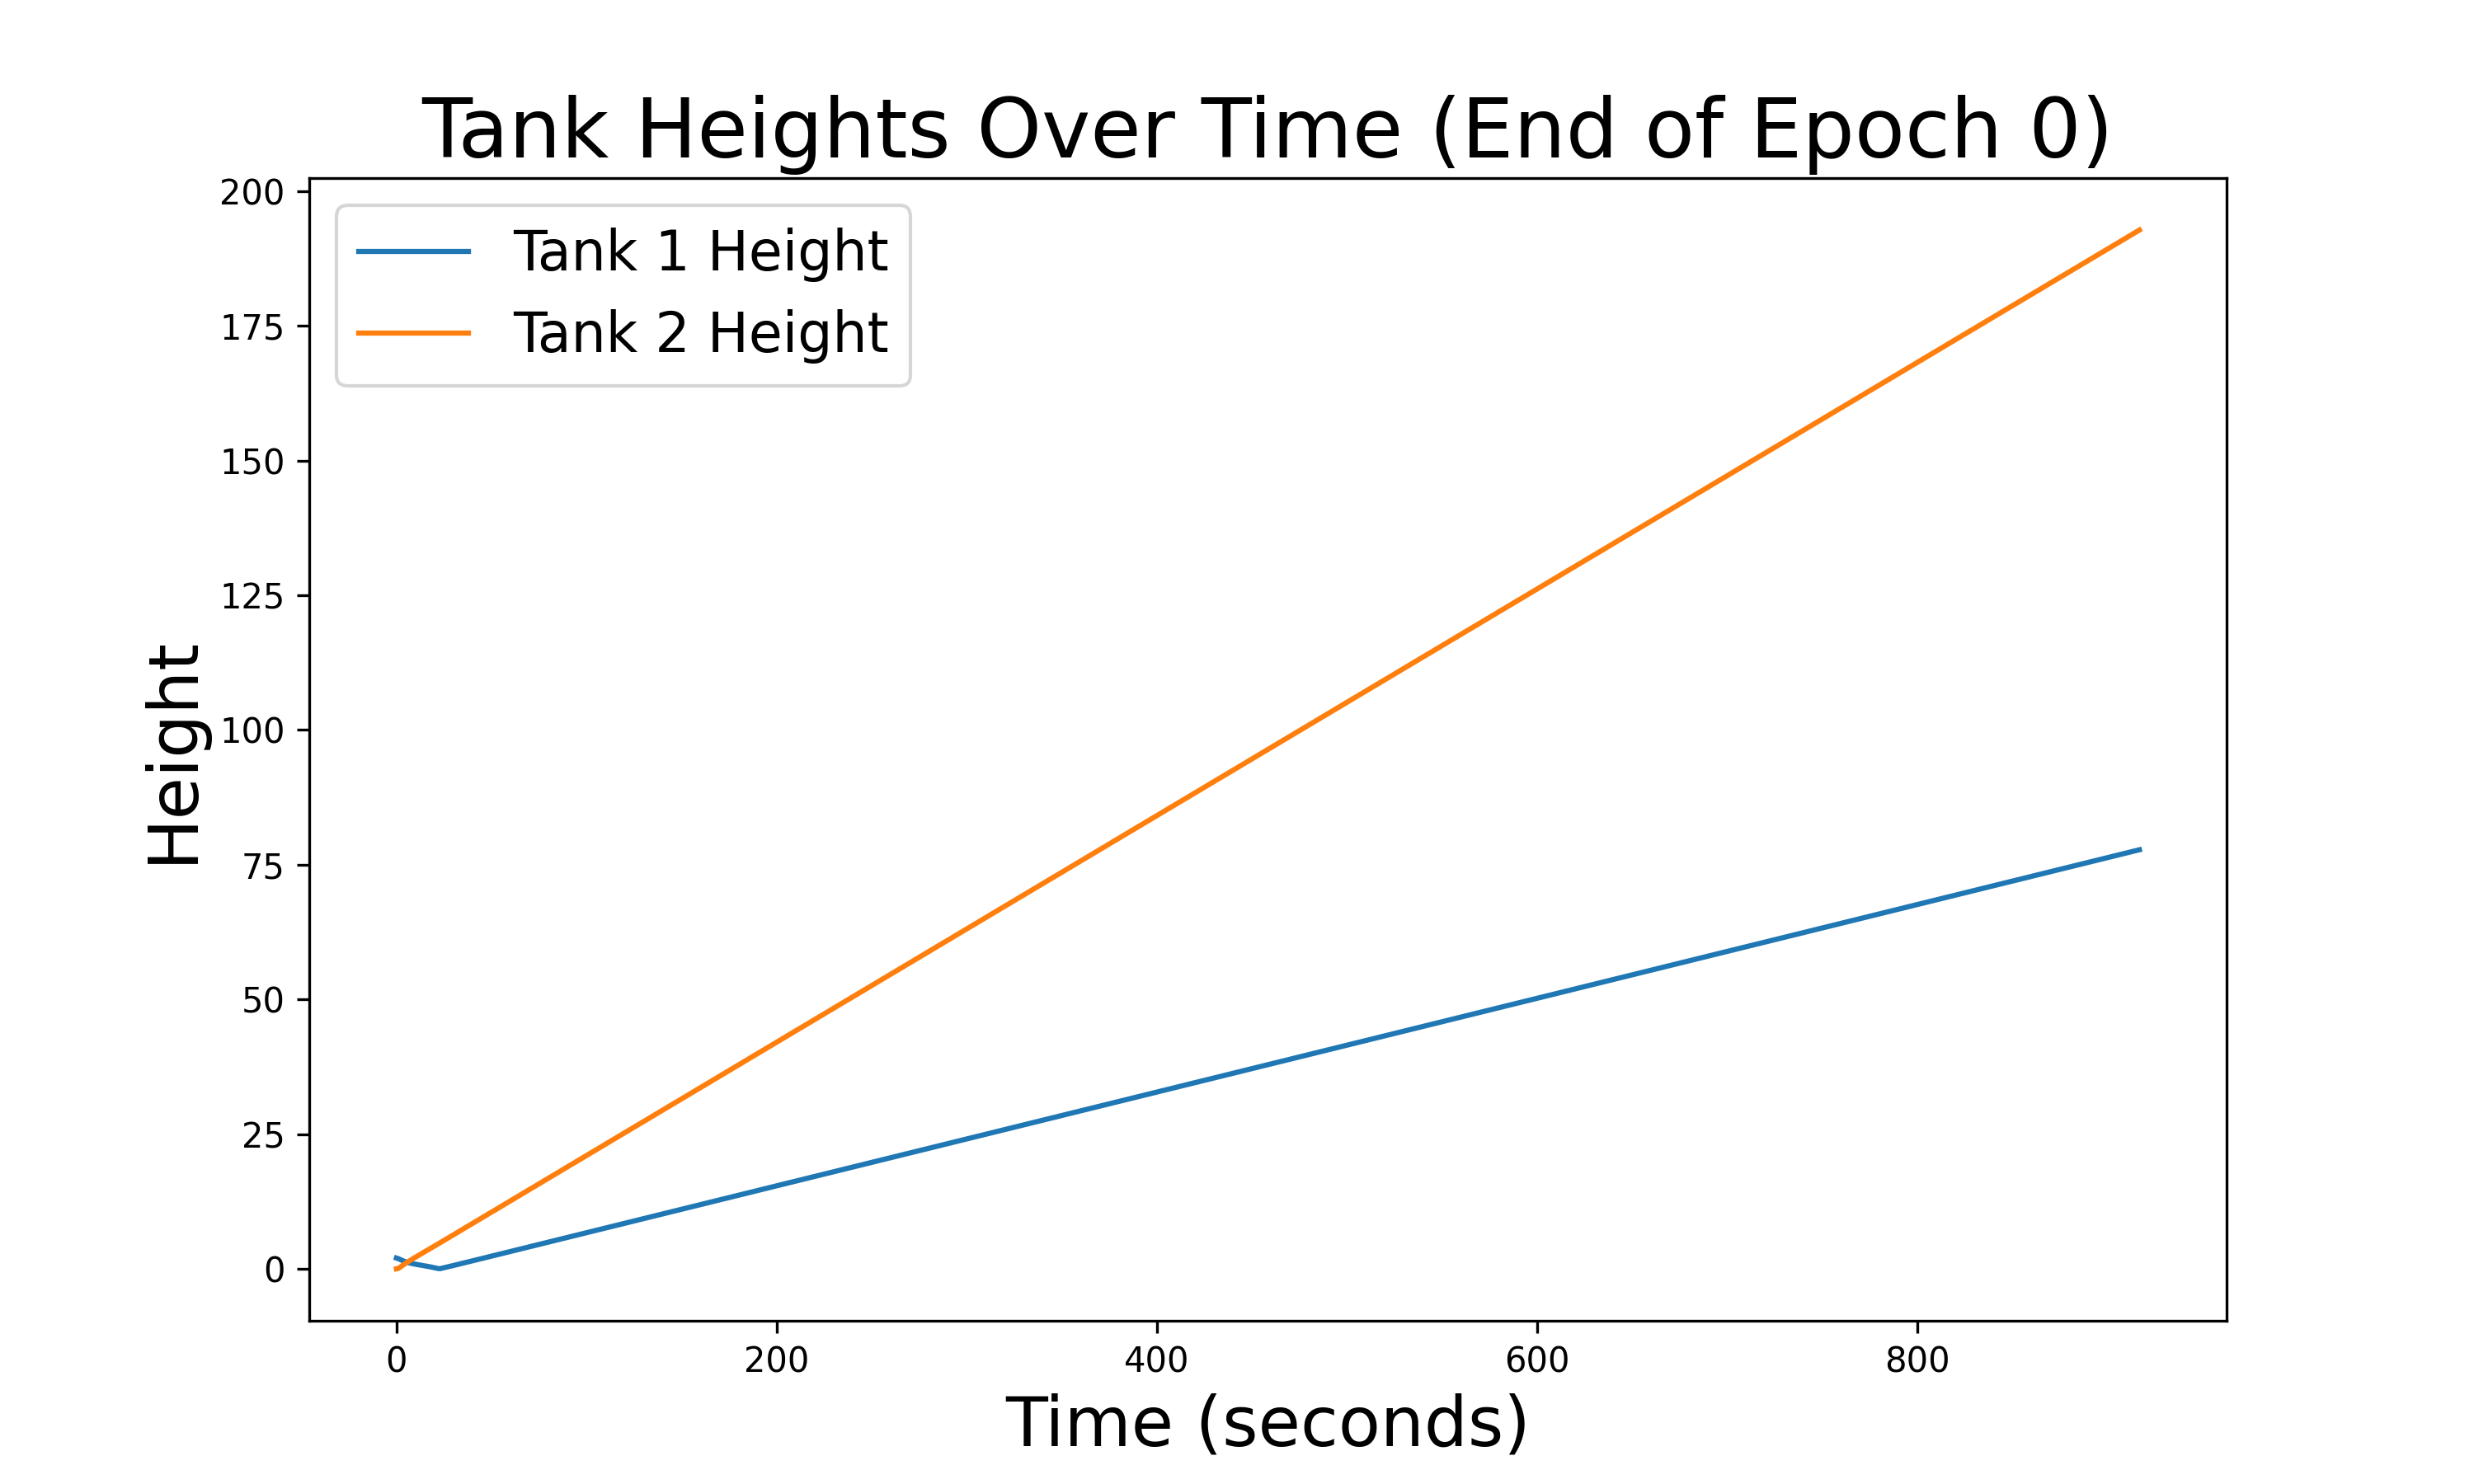 Tank Heights Over Time (End of Epoch 0)
200
175
150
125
100
75
50
25
0
Tank 1 Height
Tank 2 Height
Height
0
200
400
600
800
Time (seconds)